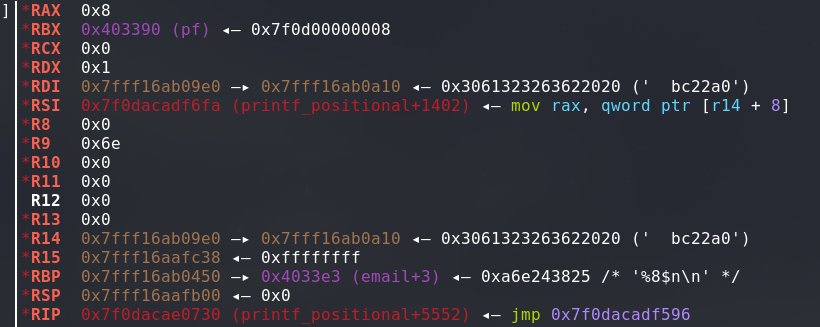 ]
*RAX 0x8
*RBX 0x403390 (pf) ◂— 0x7f0d00000008
*RCX 0x0
*RDX 0x1
*RDI 0x7fff16ab09e0 —▸ 0x7fff16ab0a10 ◂— 0x3061323263622020 ('  bc22a0')
*RSI 0x7f0dacadf6fa (printf_positional+1402) ◂— mov rax, qword ptr [r14 + 8]
*R8 0x0
*R9 0x6e
*R10 0x0
*R11 0x0
R12 0x0
*R13 0x0
*R14 0x7fff16ab09e0 —▸ 0x7fff16ab0a10 ◂— 0x3061323263622020 ('  bc22a0')
*R15 0x7fff16aafc38 ◂— 0xffffffff
*RBP 0x7fff16ab0450 —▸ 0x4033e3 (email+3) ◂— 0xa6e243825 /* '%8$n\n' */
*RSP 0x7fff16aafb00 ◂— 0x0
*RIP 0x7f0dacae0730 (printf_positional+5552) ◂— jmp 0x7f0dacadf596